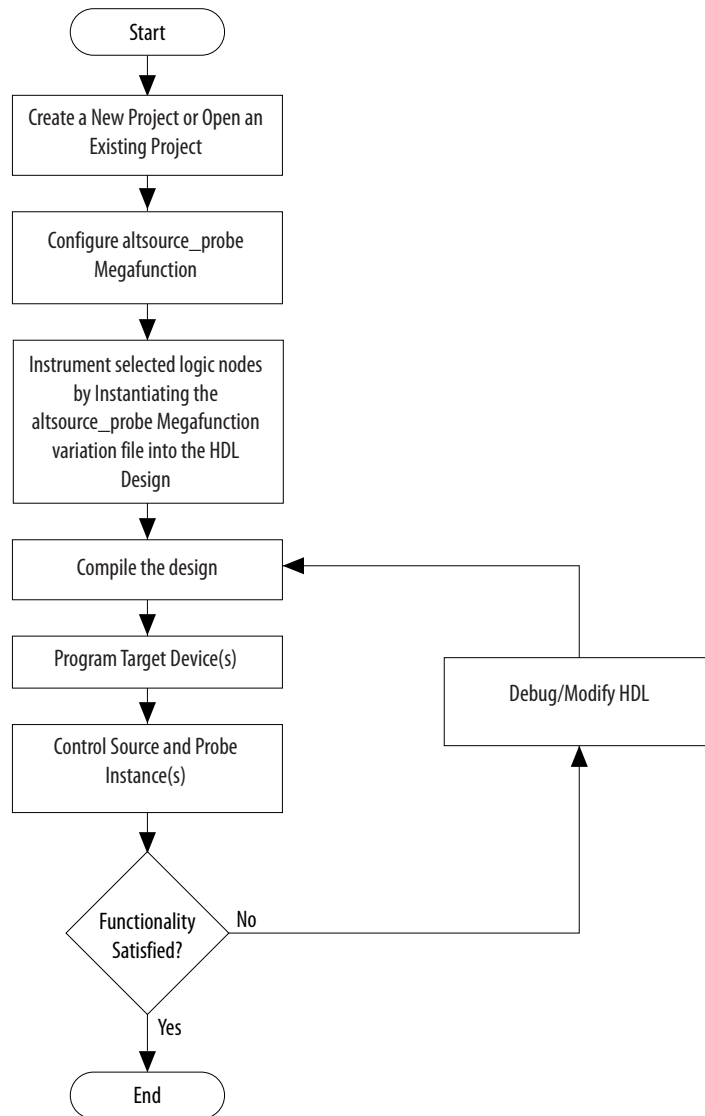 Start
Create a New Project or Open an
Existing Project
Configure altsource_probe
Megafunction
Instrument selected logic nodes
by Instantiating the
altsource_probe Megafunction
variation file into the HDL
Design
Compile the design
Program Target Device(s)
Debug/Modify HDL
Control Source and Probe
Instance(s)
Functionality
Satisfied?
No
Yes
End